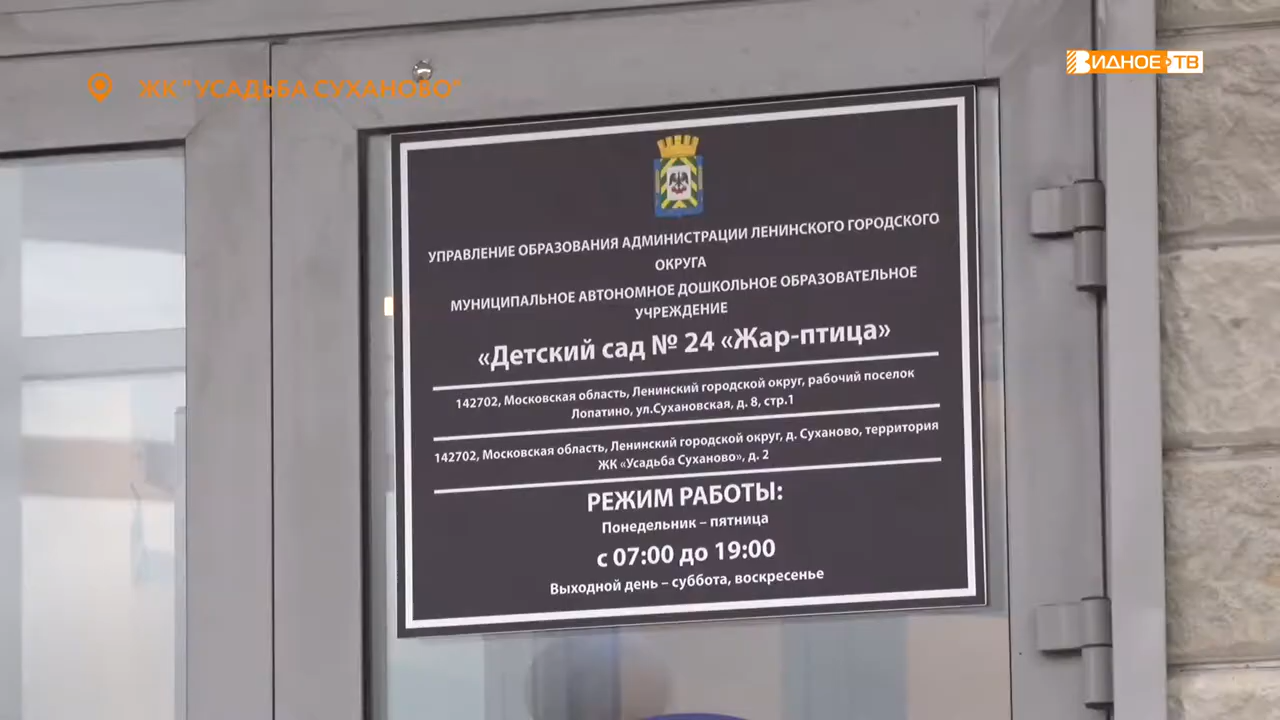 ЖК "УСАДЬБА СУХАНОВО"
ВИДНОЕ ТВ
УПРАВЛЕНИЕ ОБРАЗОВАНИЯ АДМИНИСТРАЦИИ ЛЕНИНСКОГО ГОРОДСКОГО
ОКРУГА
МУНИЦИПАЛЬНОЕ АВТОНОМНОЕ ДОШКОЛЬНОЕ ОБРАЗОВАТЕЛЬНОЕ
УЧРЕЖДЕНИЕ
«Детский сад № 24 «Жар-птица»
142702, Московская область, Ленинский городской округ, рабочий поселок
Лопатино, ул.Сухановская, д. 8, стр.1
142702, Московская область, Ленинский городской округ, д. Суханово, территория
ЖК «Усадьба Суханово», д. 2
РЕЖИМ РАБОТЫ:
Понедельник – пятница
с 07:00 до 19:00
Выходной день – суббота, воскресенье